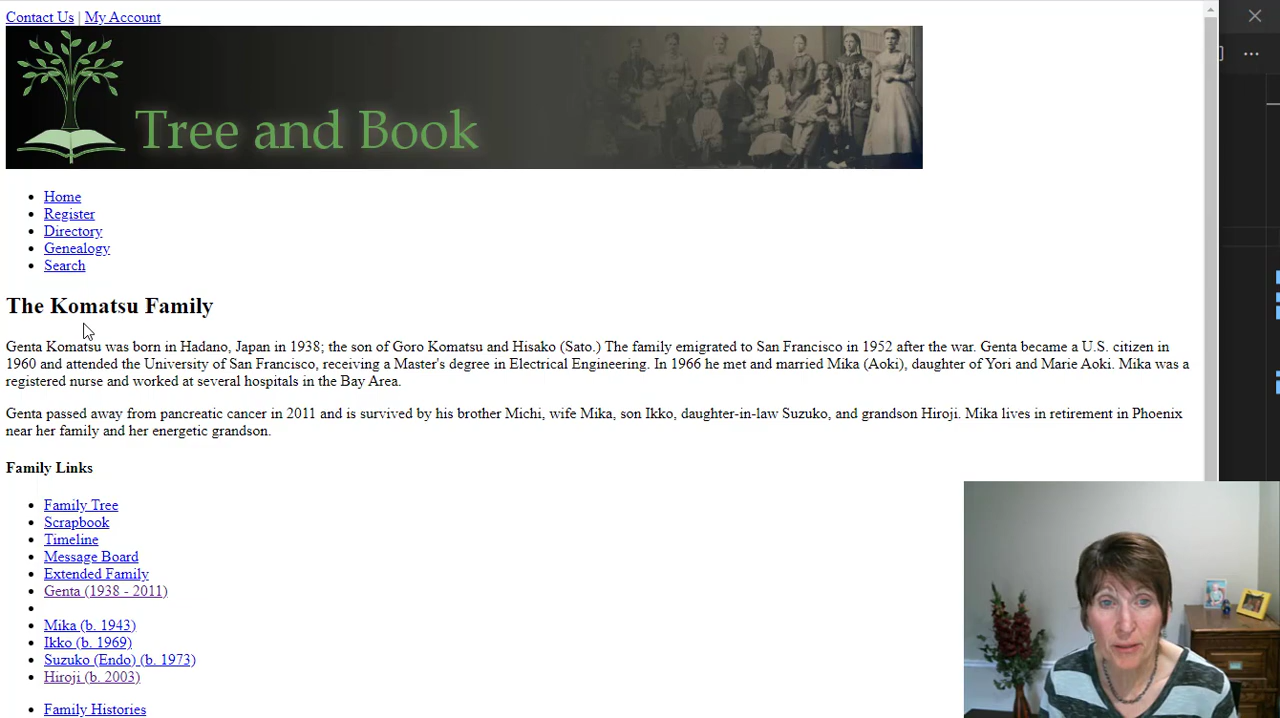 Contact Us | My Account
Tree and Book
Home
Register
Directory
Genealogy
Search
The Komatsu Family
Genta Komatsu was born in Hadano, Japan in 1938; the son of Goro Komatsu and Hisako (Sato.) The family emigrated to San Francisco in 1952 after the war. Genta became a U.S. citizen in
1960 and attended the University of San Francisco, receiving a Master's degree in Electrical Engineering. In 1966 he met and married Mika (Aoki), daughter of Yori and Marie Aoki. Mika was a
registered nurse and worked at several hospitals in the Bay Area.
Genta passed away from pancreatic cancer in 2011 and is survived by his brother Michi, wife Mika, son Ikko, daughter-in-law Suzuko, and grandson Hiroji. Mika lives in retirement in Phoenix
near her family and her energetic grandson.
Family Links
Family Tree
Scrapbook
Timeline
Message Board
Extended Family
Genta (1938 - 2011)
Mika (b. 1943)
Ikko (b. 1969)
Suzuko (Endo) (b. 1973)
Hiroji (b. 2003)
Family Histories